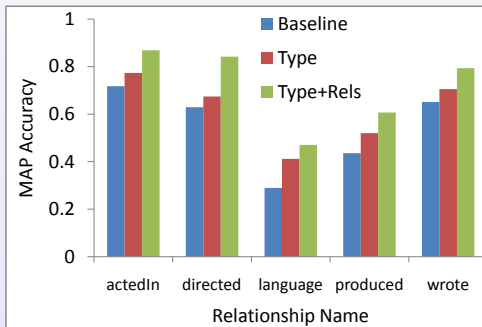 1
0.8
0.6
0.4
0.2
0
MAP Accuracy
Baseline
Type
Type+Rels
actedIn directed language produced wrote
Relationship Name